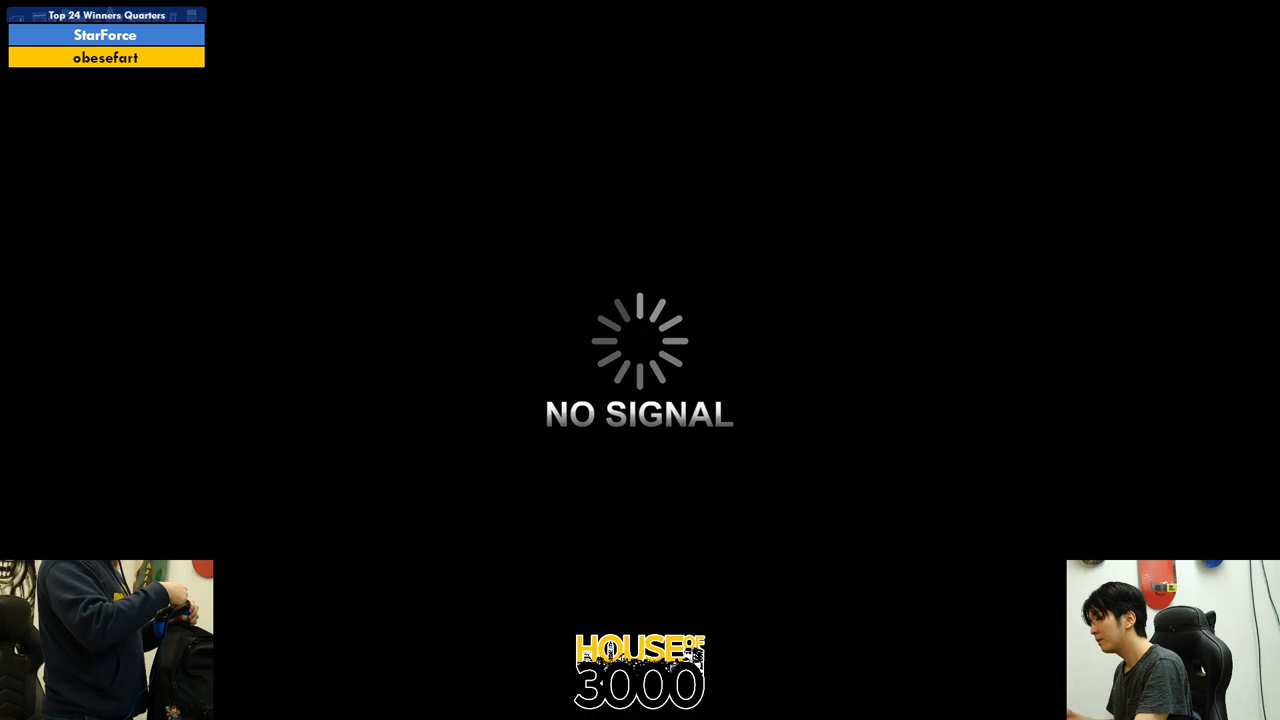 Top 24 Winners Quarters
StarForce
obesefart
NO SIGNAL
HOUSE OF
3000